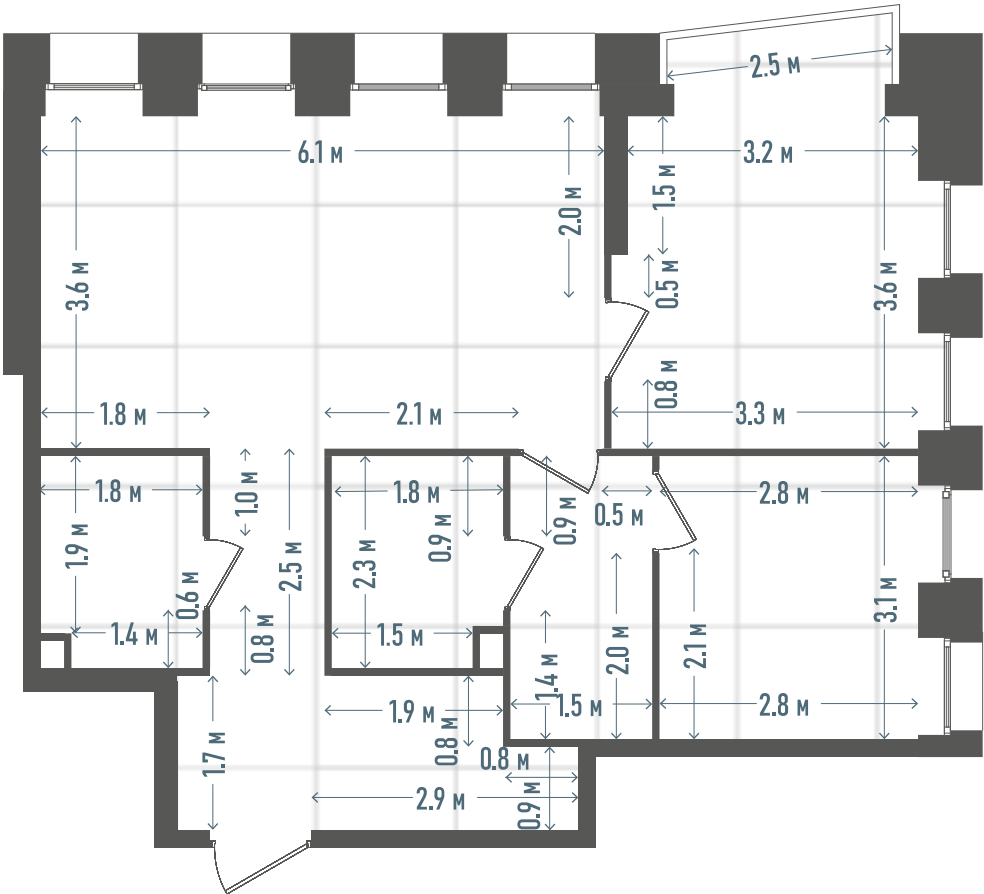 2.5 м
6.1 м
3.2 м
1.5 м
2.0 м
3.6 м
0.5 м
3.6 м
0.8 м
1.8 м
2.1 м
3.3 м
1.8 м
1.0 м
1.8 м
0.9 м
0.9 м
0.5 м
2.8 м
1.9 м
2.5 м
2.3 м
0.6 м
3.1 м
1.4 м
0.8 м
1.5 м
2.0 м
2.1 м
1.4 м
1.5 м
2.8 м
1.9 м
1.7 м
0.8 м
0.8 м
2.9 м
0.9 м